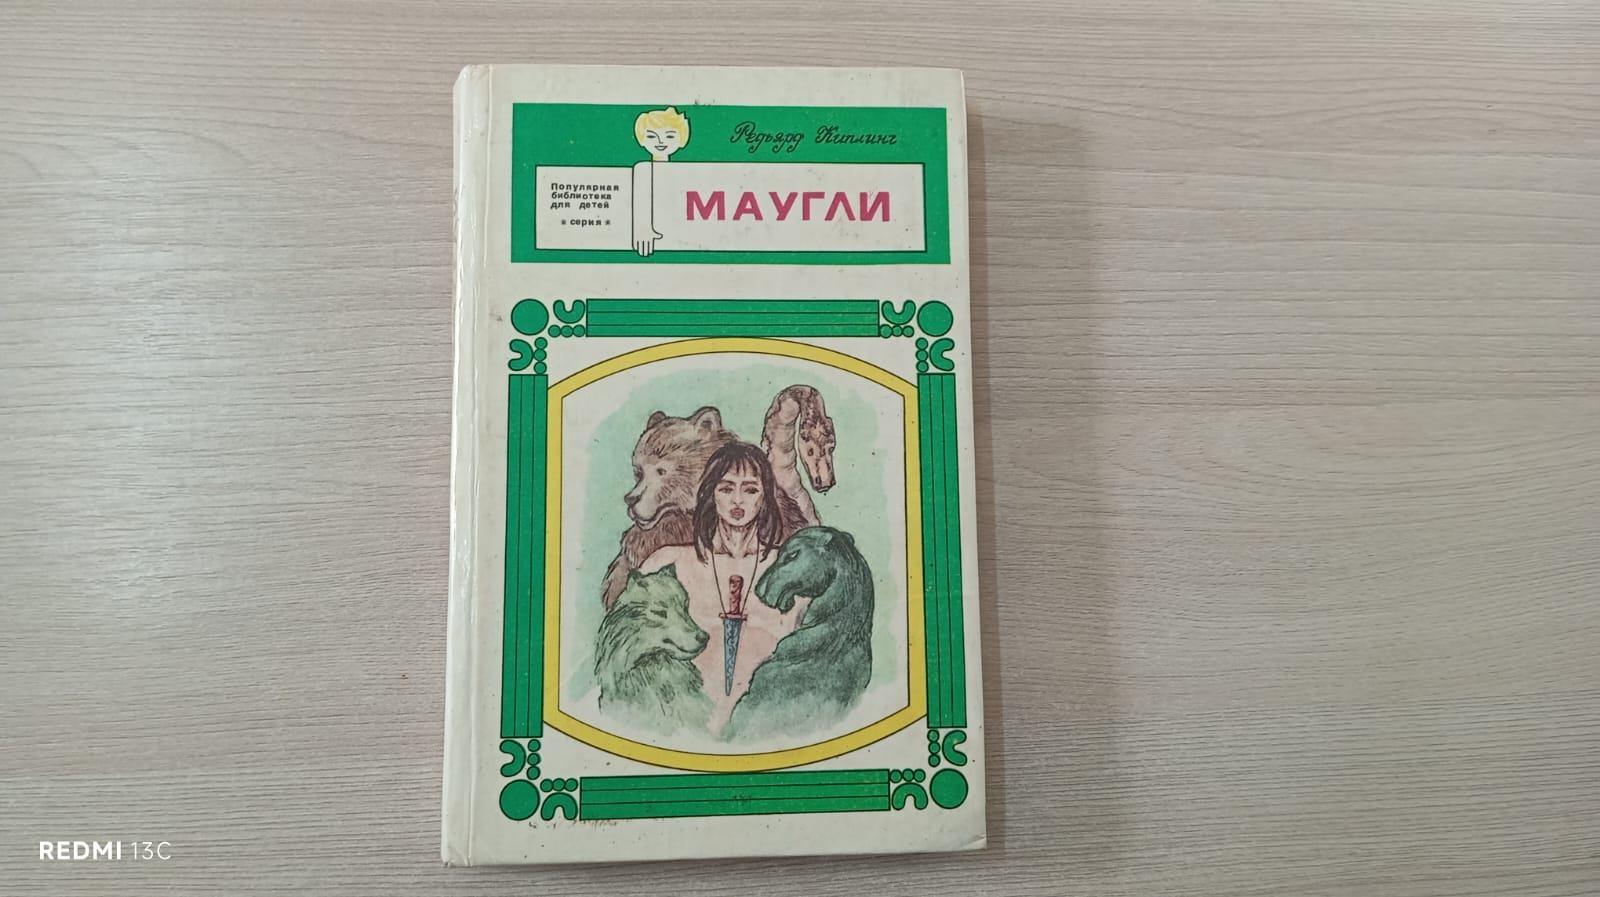 Редьярд Киплинг
Популярная
библиотека
для детей
* серия *
МАУГЛИ
REDMI 13C